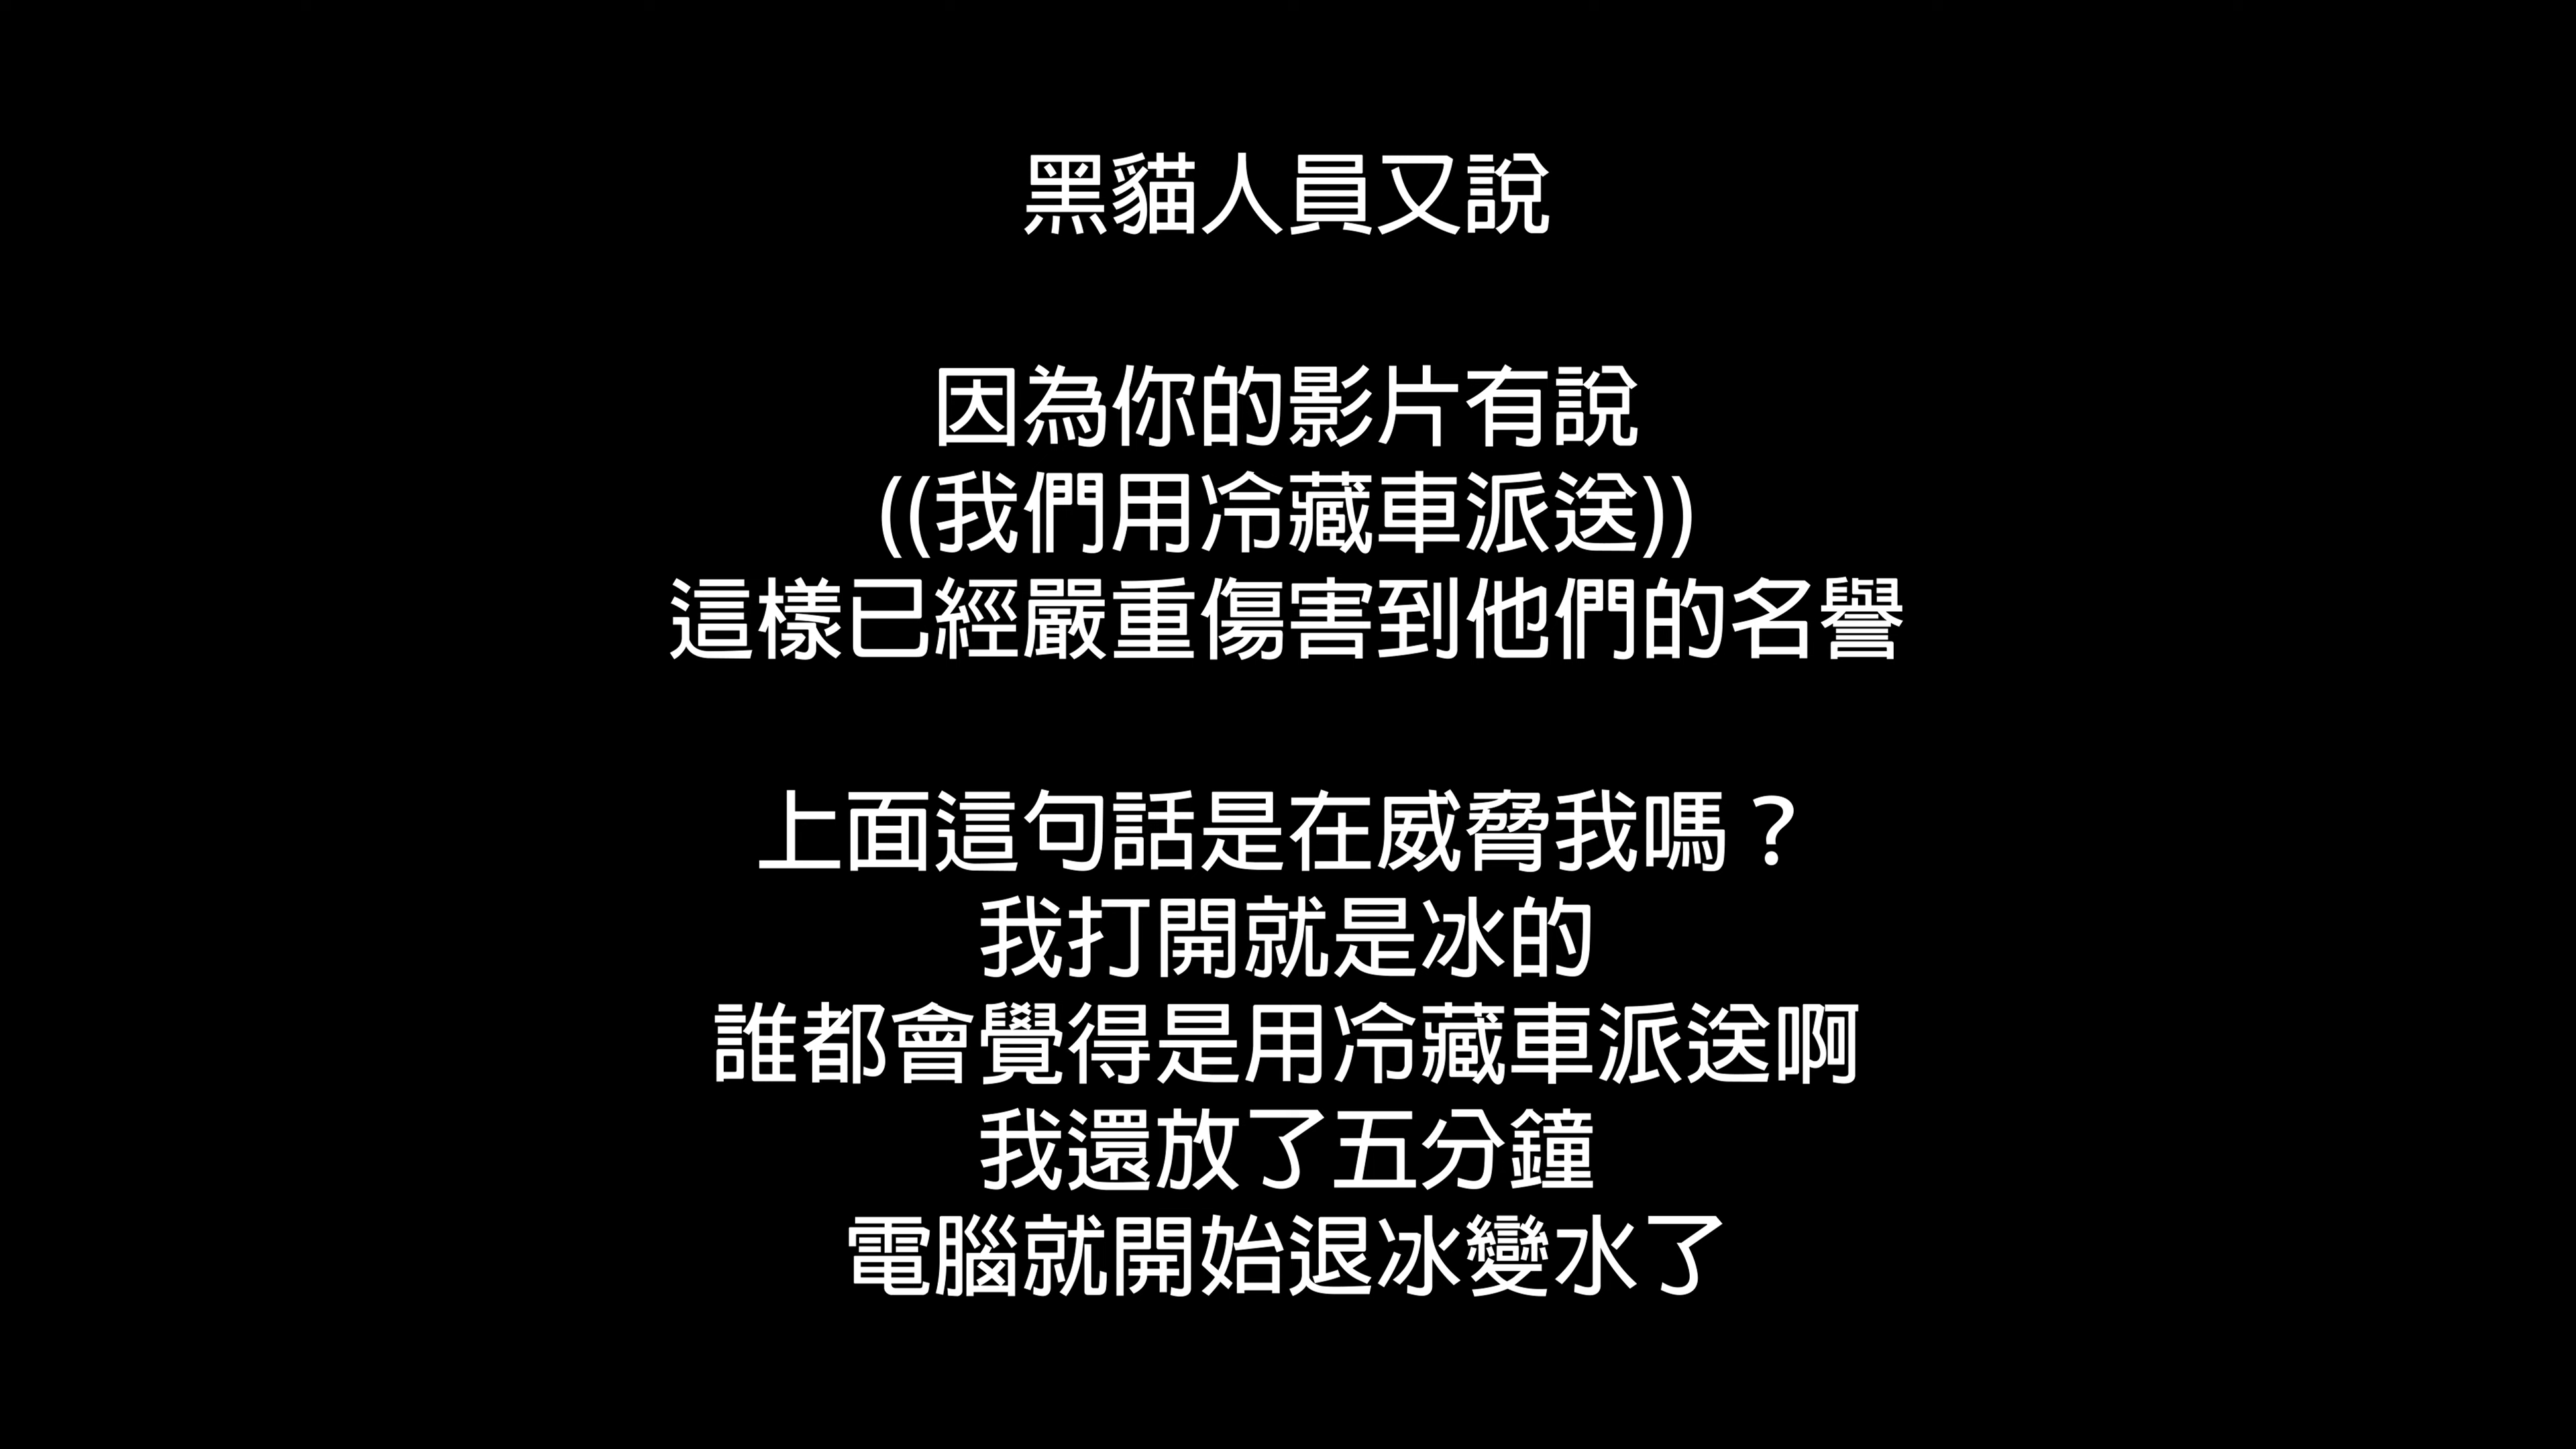 黑貓人員又說
因為你的影片有說
((我們用冷藏車派送))
這樣已經嚴重傷害到他們的名譽
上面這句話是在威脅我嗎？
我打開就是冰的
誰都會覺得是用冷藏車派送啊
我還放了五分鐘
電腦就開始退冰變水了